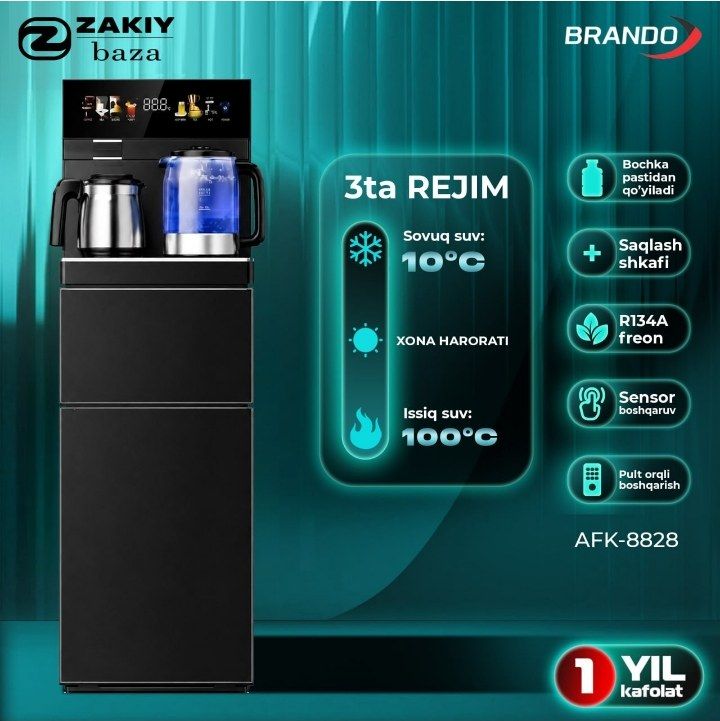 ZAKIY
baza
BRANDO
3ta REJIM
Sovuq suv:
10°C
XONA HARORATI
Issiq suv:
100°C
Bochka
pastidan
qo'yiladi
Saqlash
shkafi
R134A
freon
Sensor
boshqaruv
Pult orqli
boshqarish
AFK-8828
1 YIL
kafolat